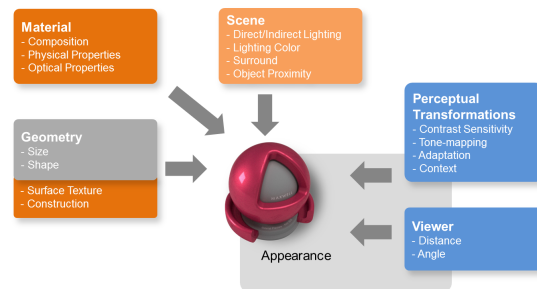 Material
- Composition
- Physical Properties
- Optical Properties
Scene
- Direct/Indirect Lighting
- Lighting Color
- Surround
- Object Proximity
Geometry
- Size
- Shape
- Surface Texture
- Construction
Perceptual
Transformations
- Contrast Sensitivity
- Tone-mapping
- Adaptation
- Context
Viewer
- Distance
- Angle
Appearance